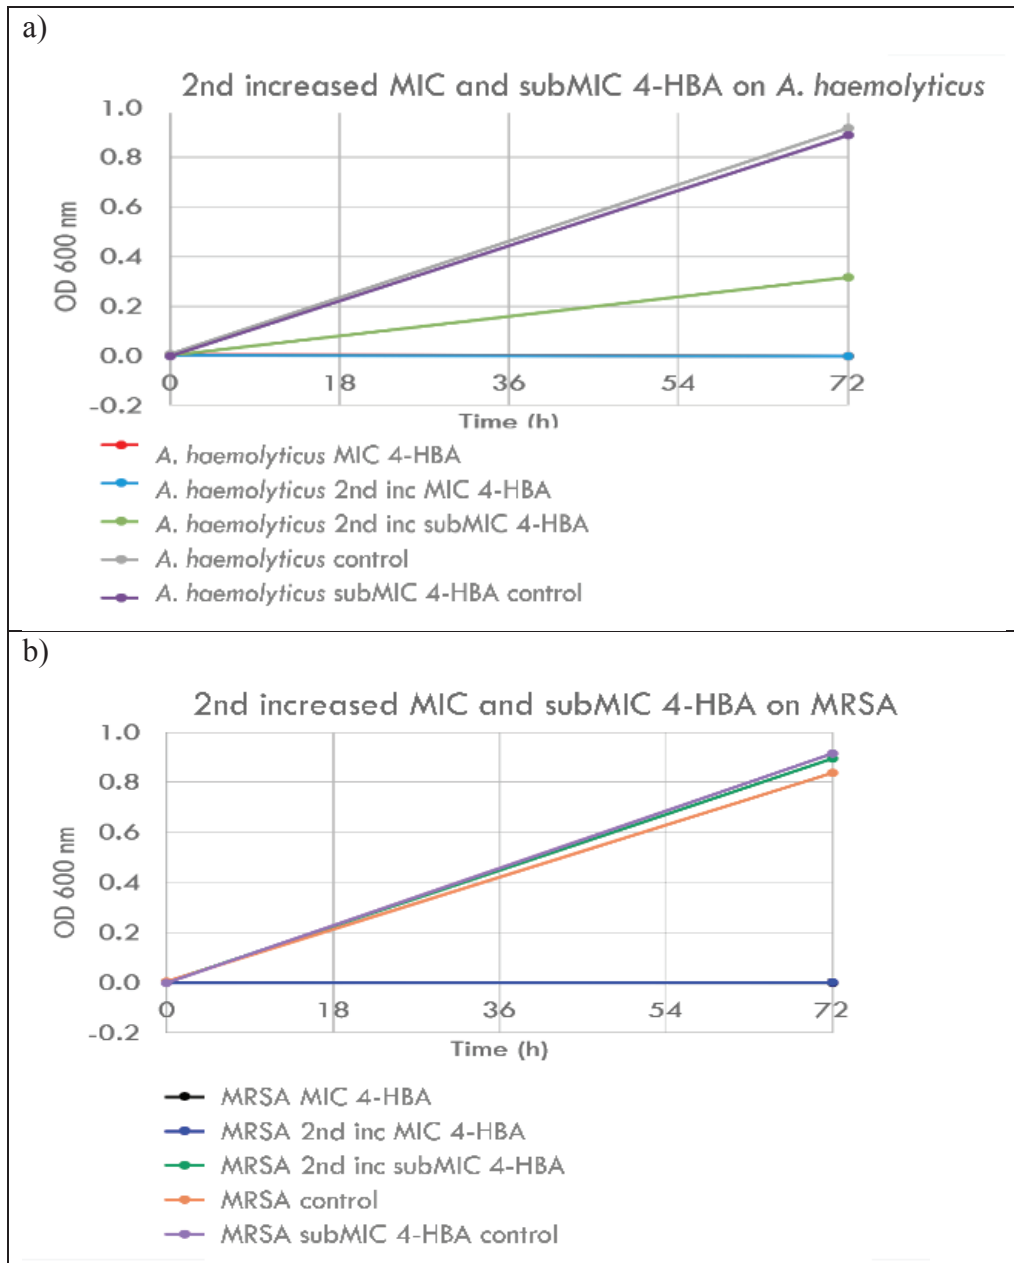 a)
2nd increased MIC and subMIC 4-HBA on A. haemolyticus
1.0
0.8
0.6
0.4
0.2
0.0
-0.2
OD 600 nm
0 18 36 54 72
Time (h)
A. haemolyticus MIC 4-HBA
A. haemolyticus 2nd inc MIC 4-HBA
A. haemolyticus 2nd inc subMIC 4-HBA
A. haemolyticus control
A. haemolyticus subMIC 4-HBA control
b)
2nd increased MIC and subMIC 4-HBA on MRSA
1.0
0.8
0.6
0.4
0.2
0.0
-0.2
OD 600 nm
0 18 36 54 72
Time (h)
MRSA MIC 4-HBA
MRSA 2nd inc MIC 4-HBA
MRSA 2nd inc subMIC 4-HBA
MRSA control
MRSA subMIC 4-HBA control